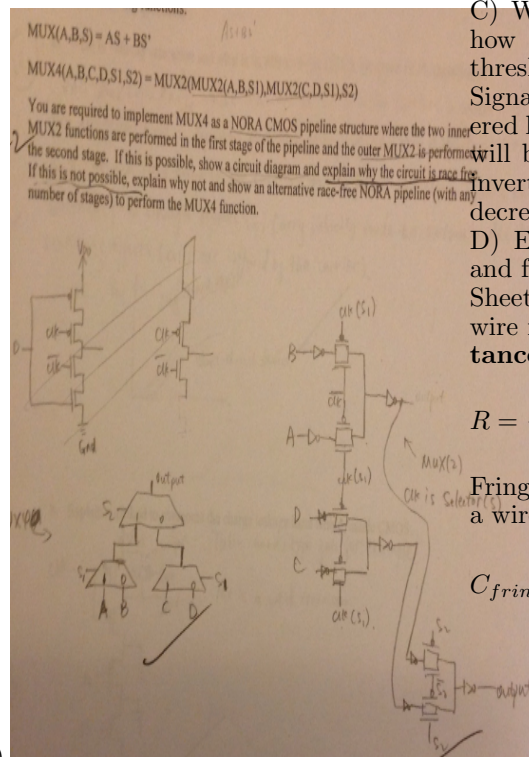 MUX(A,B,S) = AS + BS'
AS+BS'
MUX4(A,B,C,D,S1,S2) = MUX2(MUX2(A,B,S1),MUX2(C,D,S1),S2)
You are required to implement MUX4 as a NORA CMOS pipeline structure where the two inner
MUX2 functions are performed in the first stage of the pipeline and the outer MUX2 is performed
the second stage. If this is possible, show a circuit diagram and explain why the circuit is race free.
If this is not possible, explain why not and show an alternative race-free NORA pipeline (with any
number of stages) to perform the MUX4 function.
VDD
clk
clk
Gnd
clk
clk
clk(S1)
B
clk
A
clk(S1)
MUX(2)
clk is Selector(S)
D
C
clk(S1).
output
S2
S1
S1
A B C D
S2
output
S2
C) W
how
thresh
Signa
ered
will b
invert
decre
D) E
and f
Sheet
wire
tance
R =
Fring
a wir
C_frin